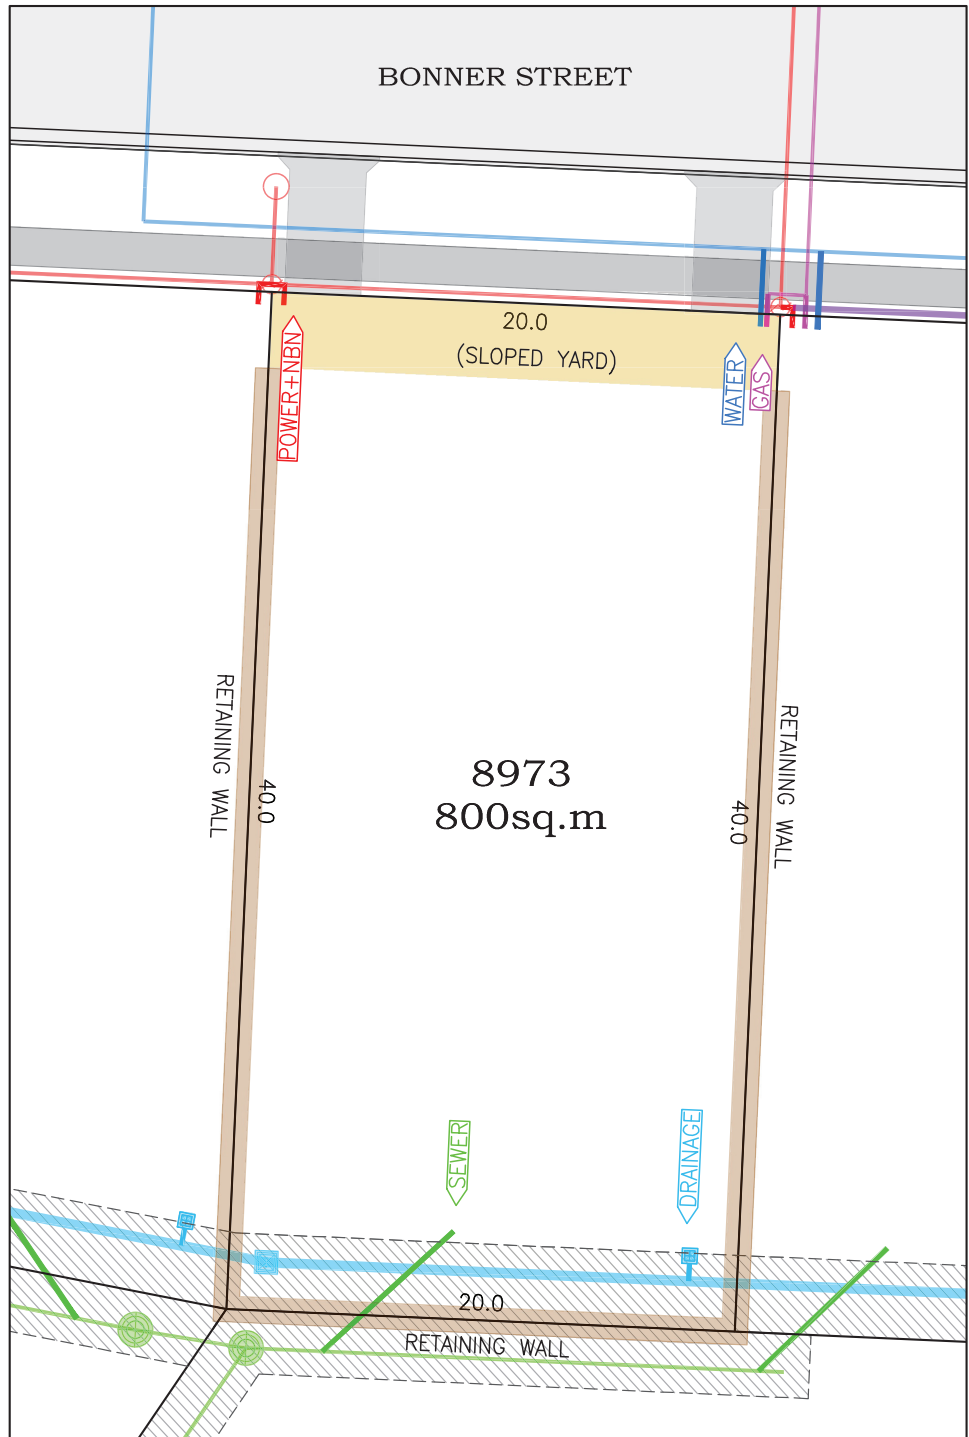 BONNER STREET
20.0
(SLOPED YARD)
POWER+NBN
WATER
GAS
RETAINING WALL
40.0
8973
800sq.m
40.0
RETAINING WALL
SEWER
DRAINAGE
20.0
RETAINING WALL